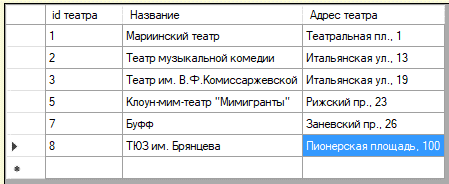 id театра Название Адрес театра
1 Мариинский театр Театральная пл., 1
2 Театр музыкальной комедии Итальянская ул., 13
3 Театр им. В.Ф.Комиссаржевской Итальянская ул., 19
5 Клоун-мим-театр "Мимигранты" Рижский пр., 23
7 Буфф Заневский пр., 26
8 ТЮЗ им. Брянцева Пионерская площадь, 100